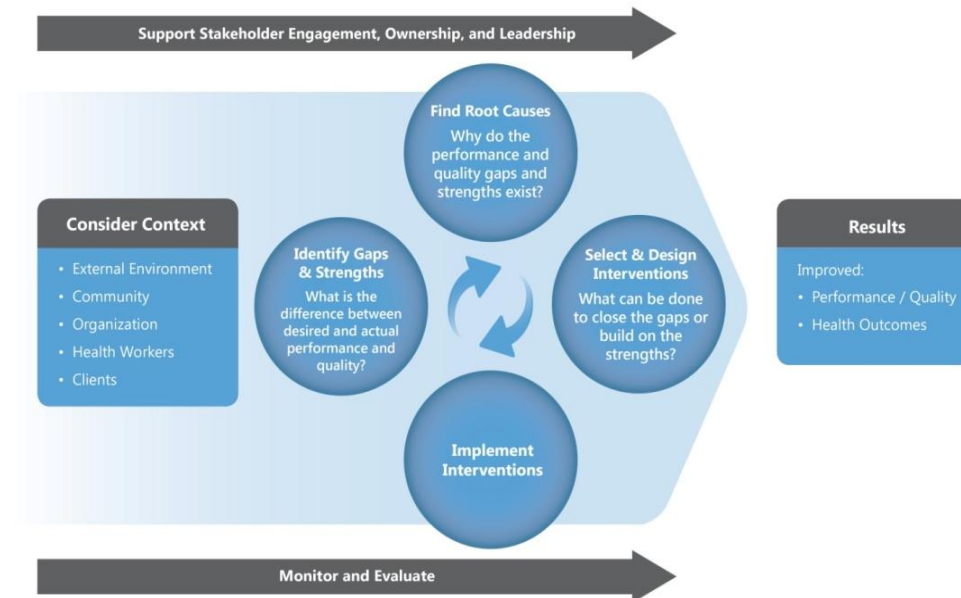 Support Stakeholder Engagement, Ownership, and Leadership
Find Root Causes
Why do the
performance and
quality gaps and
strengths exist?
Consider Context
• External Environment
• Community
• Organization
• Health Workers
• Clients
Identify Gaps
& Strengths
What is the
difference between
desired and actual
performance and
quality?
Select & Design
Interventions
What can be done
to close the gaps or
build on the
strengths?
Implement
Interventions
Results
Improved:
• Performance / Quality
• Health Outcomes
Monitor and Evaluate